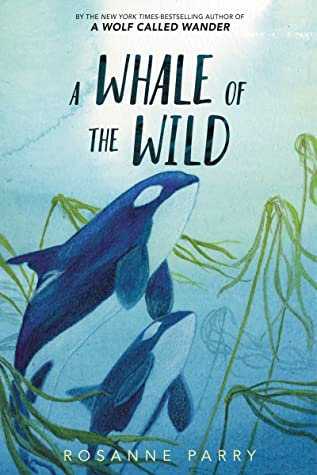 BY THE NEW YORK TIMES-BESTSELLING AUTHOR OF
A WOLF CALLED WANDER
A WHALE OF
THE WILD
ROSANNE PARRY